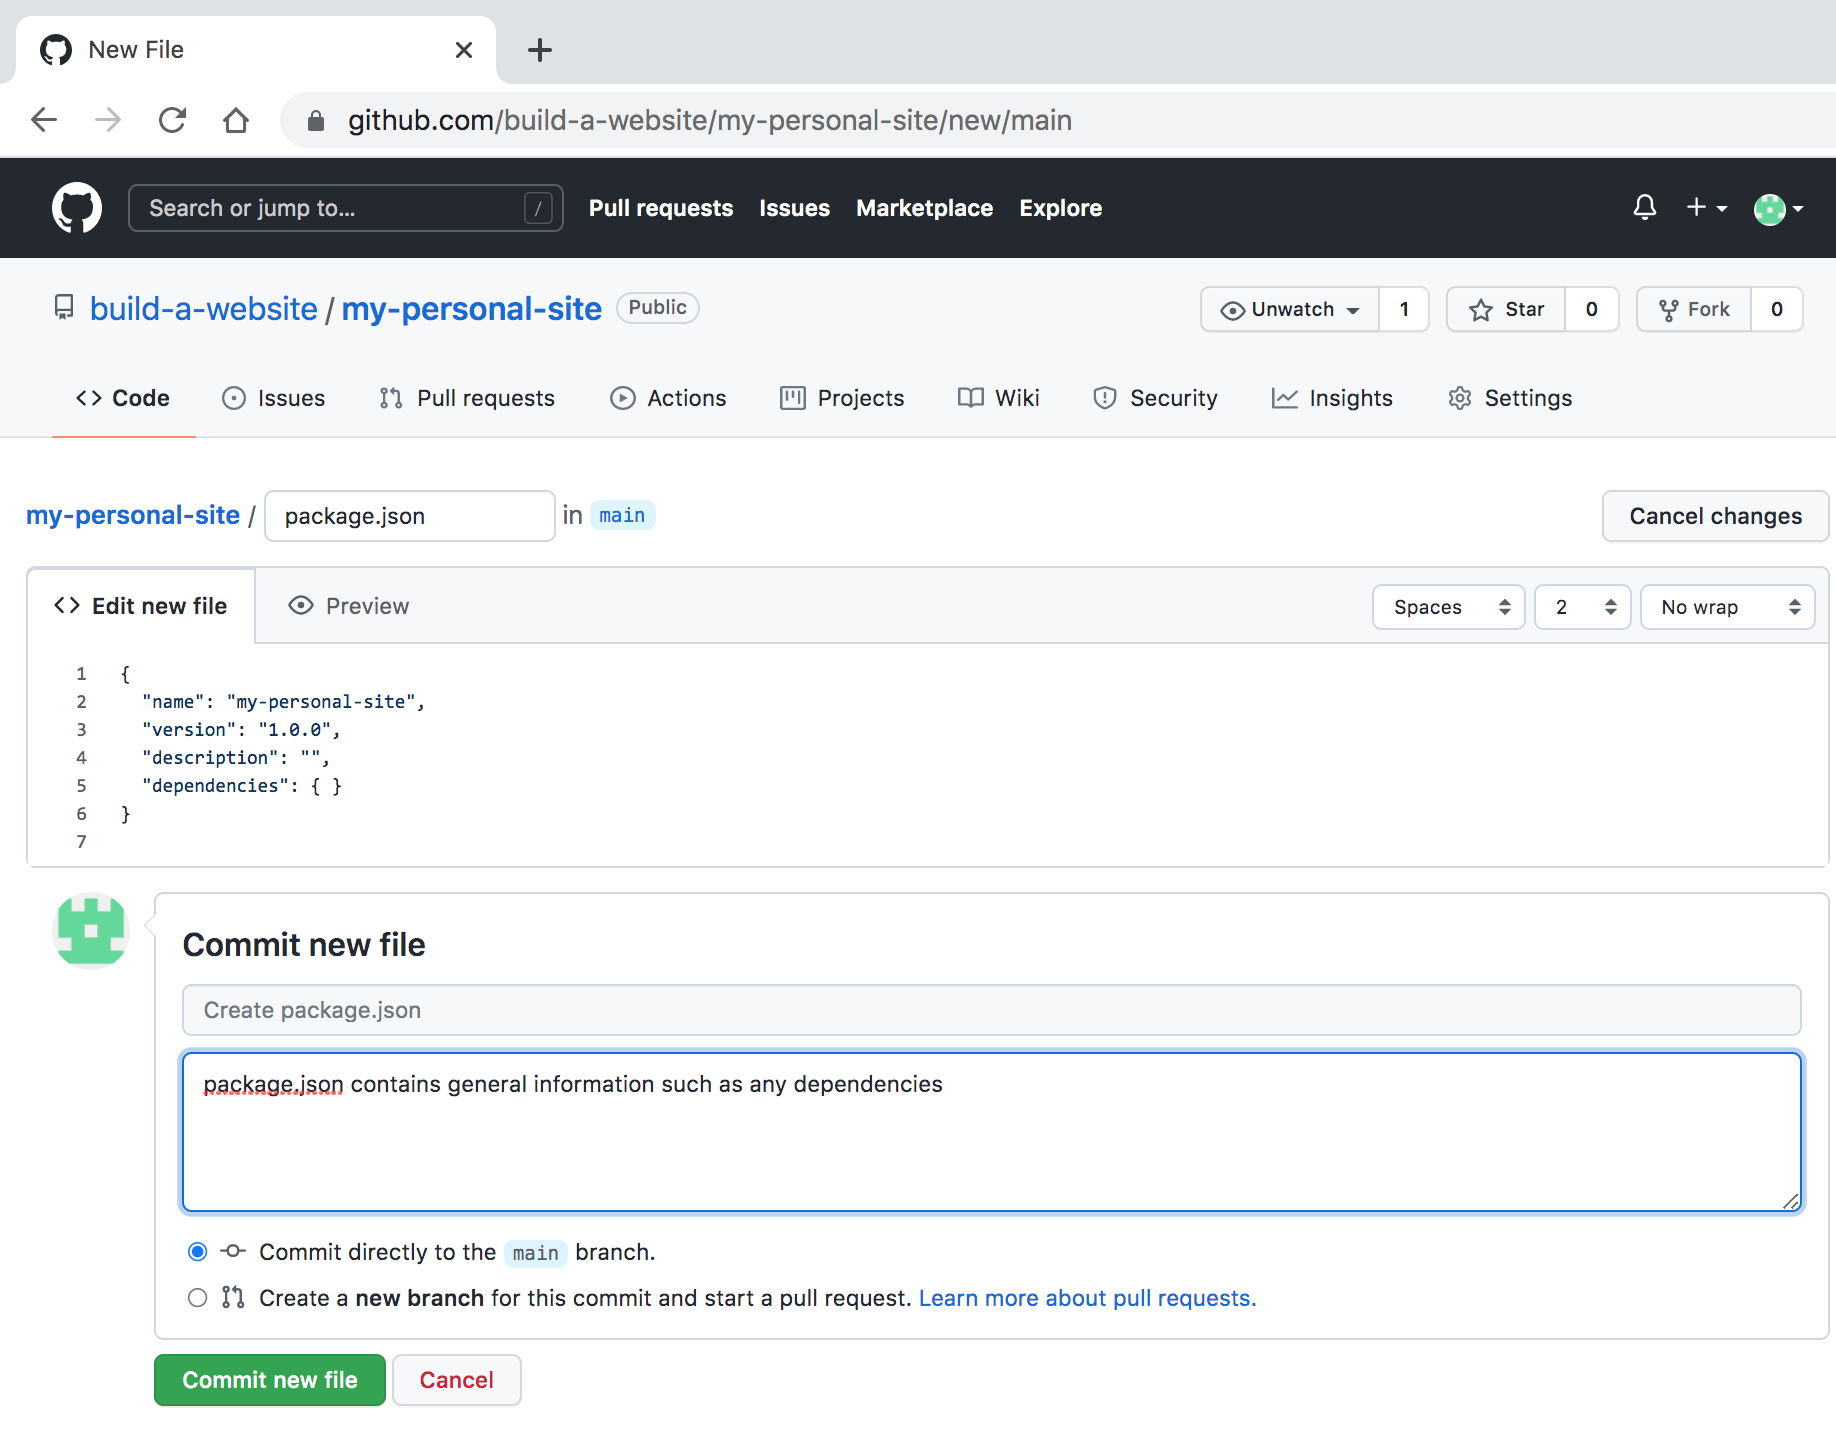 New File
github.com/build-a-website/my-personal-site/new/main
Search or jump to... / Pull requests Issues Marketplace Explore
build-a-website / my-personal-site Public Unwatch 1 Star 0 Fork 0
Code Issues Pull requests Actions Projects Wiki Security Insights Settings
my-personal-site / package.json in main Cancel changes
Edit new file Preview Spaces 2 No wrap
1 {
2 "name": "my-personal-site",
3 "version": "1.0.0",
4 "description": "",
5 "dependencies": { }
6 }
7
Commit new file
Create package.json
package.json contains general information such as any dependencies
Commit directly to the main branch.
Create a new branch for this commit and start a pull request. Learn more about pull requests.
Commit new file Cancel